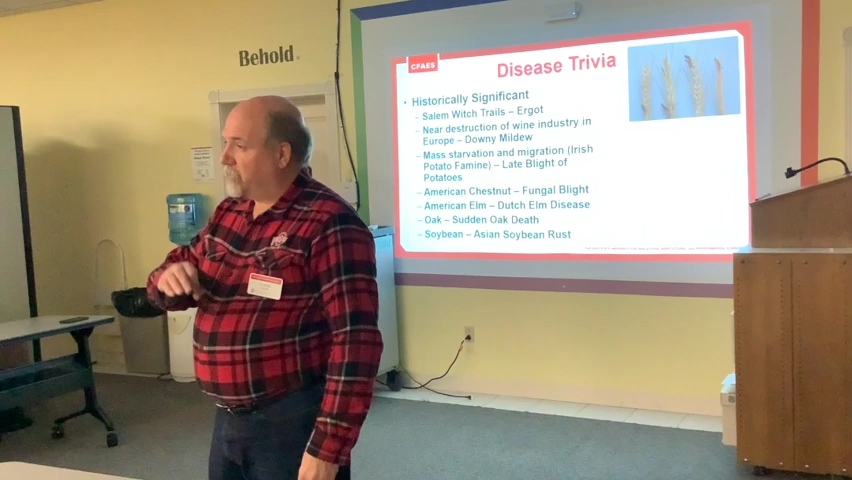 Behold.
CFAES
Disease Trivia
• Historically Significant
– Salem Witch Trails – Ergot
– Near destruction of wine industry in
Europe – Downy Mildew
– Mass starvation and migration (Irish
Potato Famine) – Late Blight of
Potatoes
– American Chestnut – Fungal Blight
– American Elm – Dutch Elm Disease
– Oak – Sudden Oak Death
– Soybean – Asian Soybean Rust